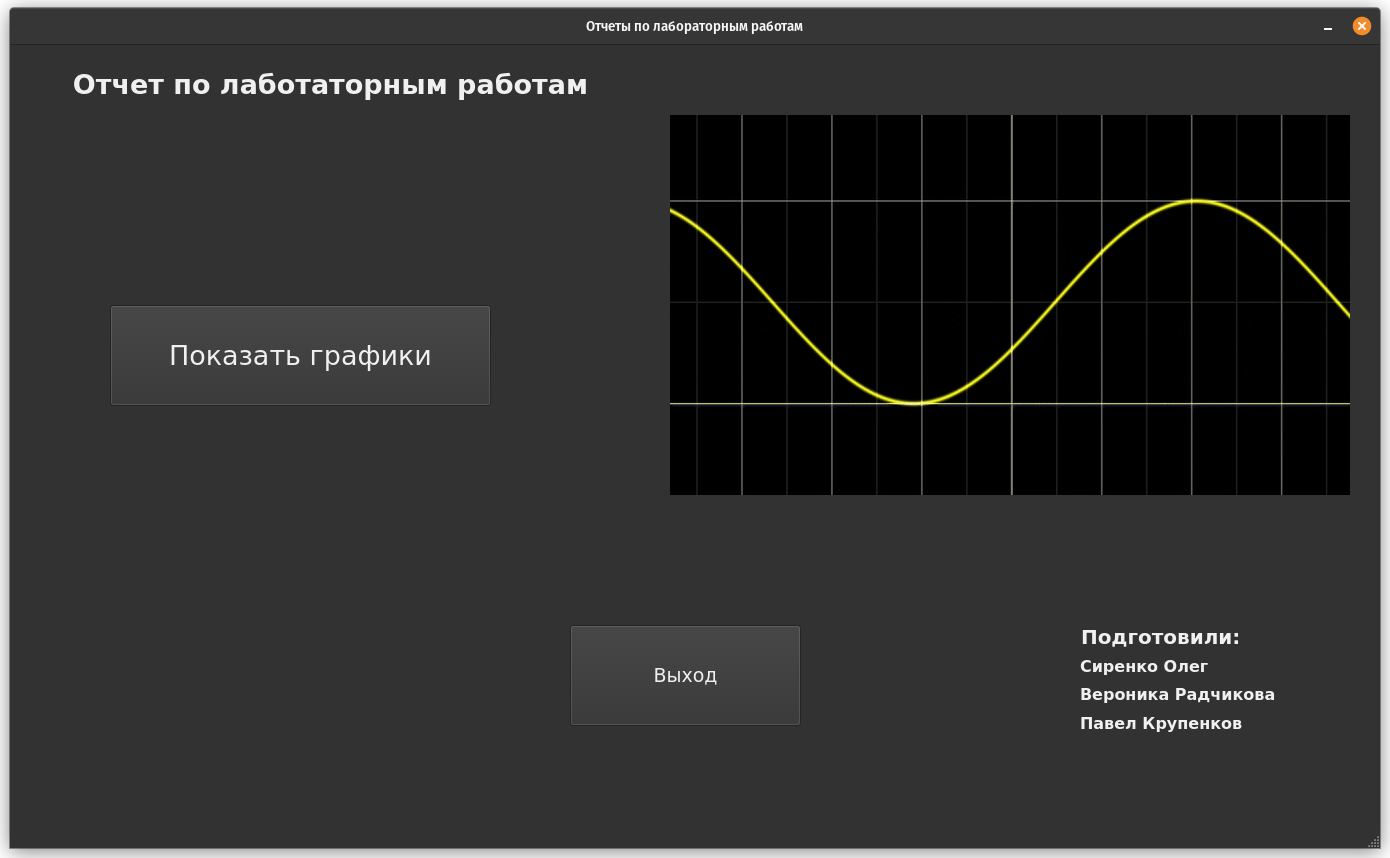 Отчеты по лабораторным работам
Отчет по лаботаторным работам
Показать графики
Выход
Подготовили:
Сиренко Олег
Вероника Радчикова
Павел Крупенков